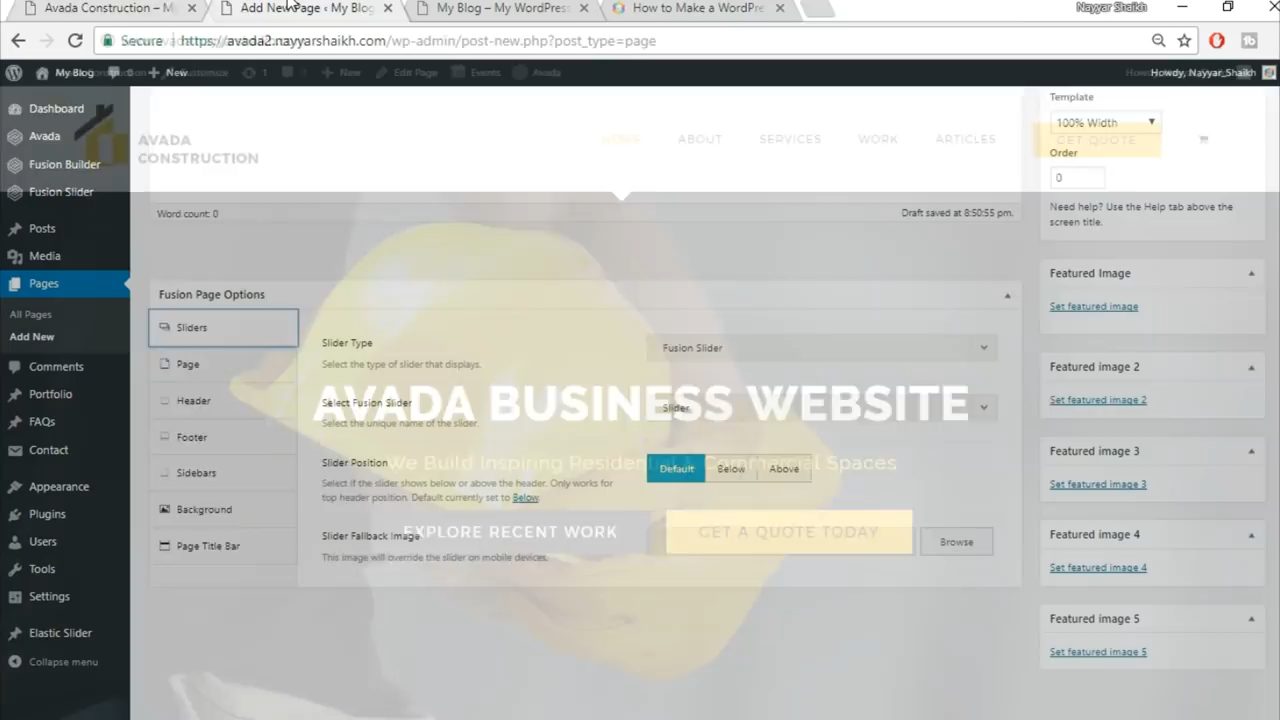 Avada Construction – M
Add New Page ‹ My Blog
My Blog – My WordPress
How to Make a WordPre
Nayyar Shaikh
Secure
https://avada2.nayyarshaikh.com/wp-admin/post-new.php?post_type=page
My Blog
New
1
New
Edit Page
Events
Avada
Howdy, Nayyar_Shaikh
Dashboard
Avada
Fusion Builder
Fusion Slider
Posts
Media
Pages
All Pages
Add New
Comments
Portfolio
FAQs
Contact
Appearance
Plugins
Users
Tools
Settings
Elastic Slider
Collapse menu
AVADA
CONSTRUCTION
HOME
ABOUT
SERVICES
WORK
ARTICLES
GET QUOTE
Word count: 0
Draft saved at 8:50:55 pm.
Fusion Page Options
Sliders
Page
Header
Footer
Sidebars
Background
Page Title Bar
Slider Type
Select the type of slider that displays.
Fusion Slider
AVADA BUSINESS WEBSITE
Select Fusion Slider
Select the unique name of the slider.
Slider
We Build Inspiring Residential & Commercial Spaces
Slider Position
Select if the slider shows below or above the header. Only works for
top header position. Default currently set to Below.
Default
Below
Above
EXPLORE RECENT WORK
GET A QUOTE TODAY
Slider Fallback Image
This image will override the slider on mobile devices.
Browse
Template
100% Width
Order
0
Need help? Use the Help tab above the
screen title.
Featured Image
Set featured image
Featured image 2
Set featured image 2
Featured image 3
Set featured image 3
Featured image 4
Set featured image 4
Featured image 5
Set featured image 5